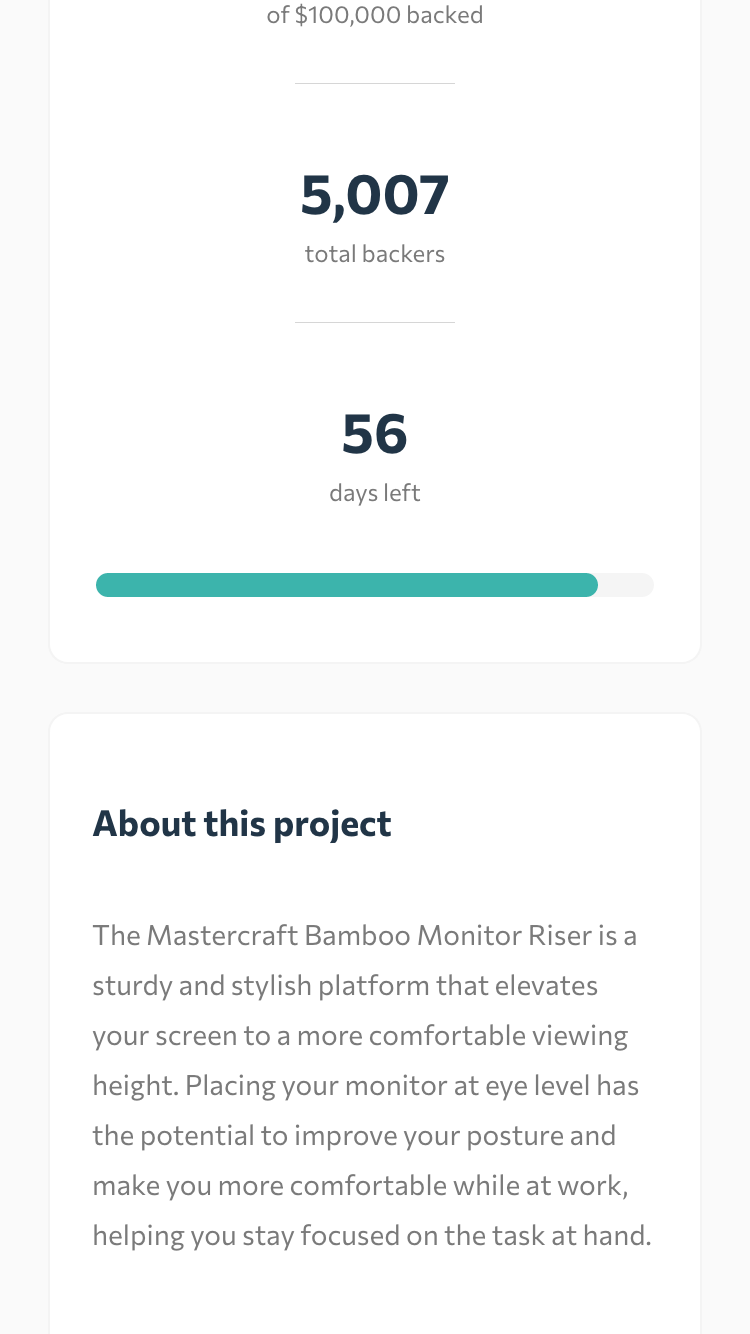 of $100,000 backed
5,007
total backers
56
days left
About this project
The Mastercraft Bamboo Monitor Riser is a
sturdy and stylish platform that elevates
your screen to a more comfortable viewing
height. Placing your monitor at eye level has
the potential to improve your posture and
make you more comfortable while at work,
helping you stay focused on the task at hand.